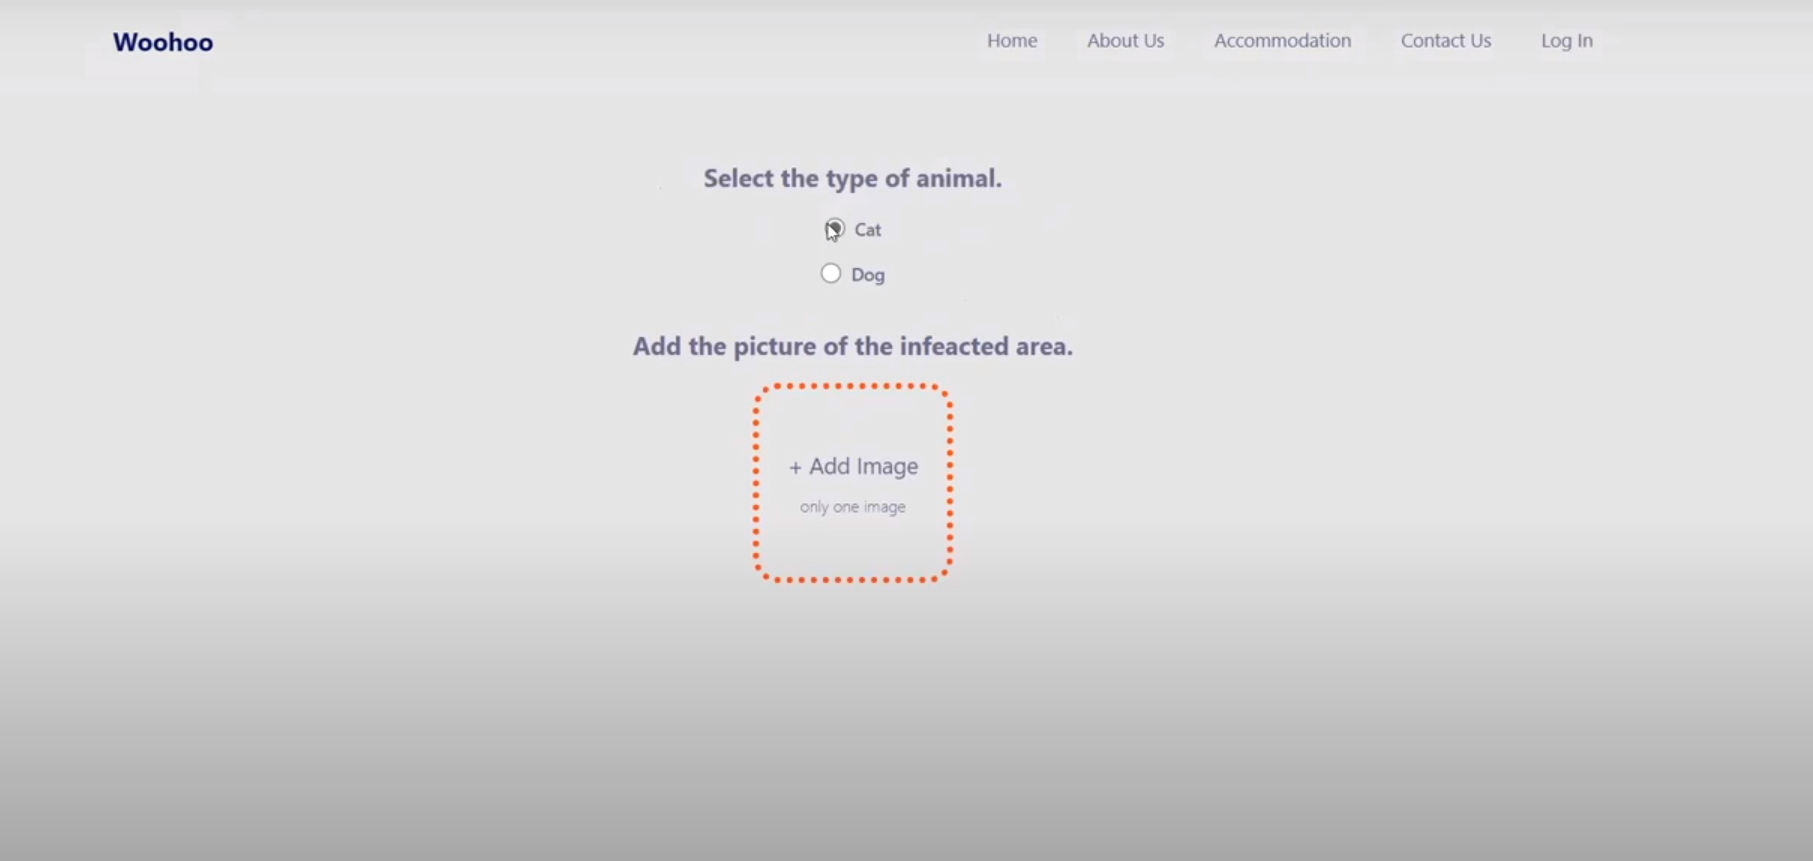 Woohoo
Home About Us Accommodation Contact Us Log In
Select the type of animal.
Cat
Dog
Add the picture of the infeacted area.
+ Add Image
only one image